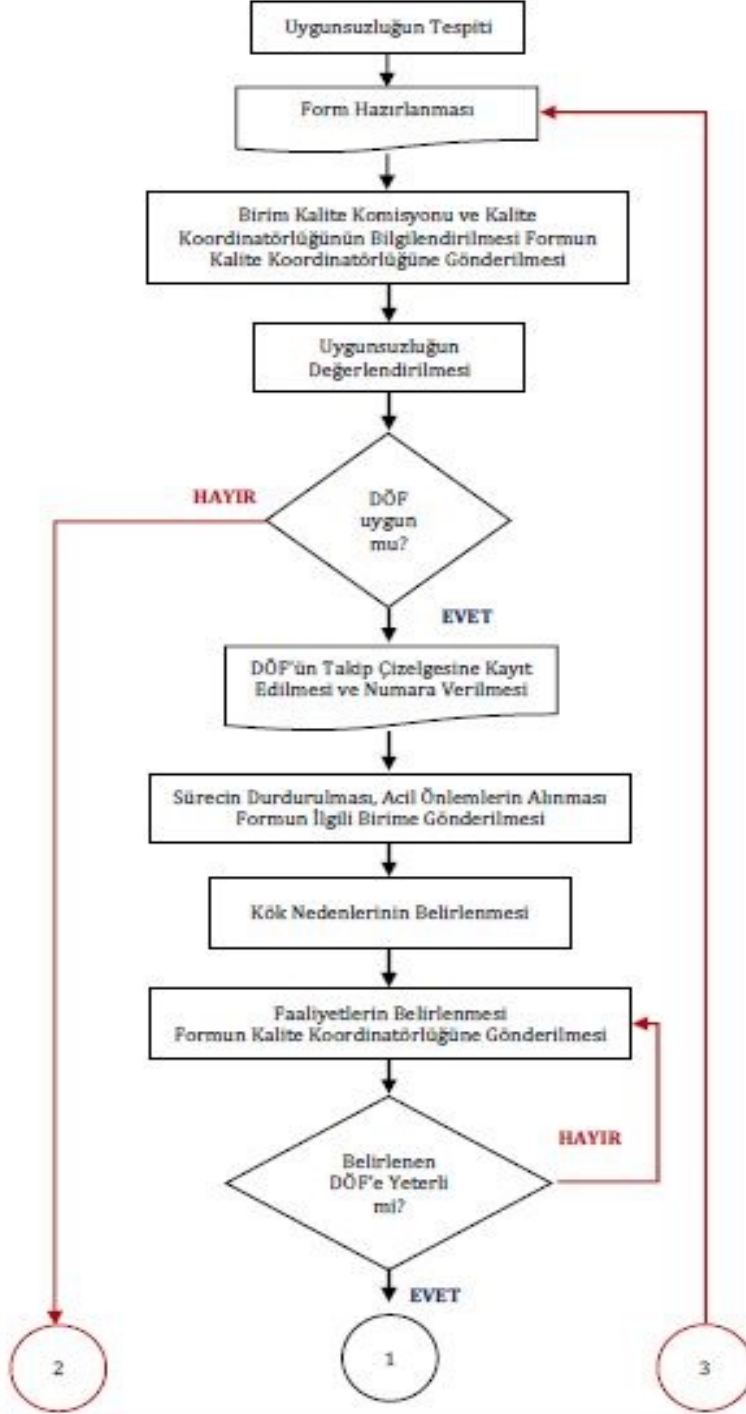 Uygunsuzluğun Tespiti
Form Hazırlanması
Birim Kalite Komisyonu ve Kalite
Koordinatörlüğünün Bilgilendirilmesi Formun
Kalite Koordinatörlüğüne Gönderilmesi
Uygunsuzluğun
Değerlendirilmesi
HAYIR
DÖF
uygun
mu?
EVET
DÖF'ün Takip Çizelgesine Kayıt
Edilmesi ve Numara Verilmesi
Sürecin Durdurulması, Acil Önlemlerin Alınması
Formun İlgili Birime Gönderilmesi
Kök Nedenlerinin Belirlenmesi
Faaliyetlerin Belirlenmesi
Formun Kalite Koordinatörlüğüne Gönderilmesi
HAYIR
Belirlenen
DÖF'e Yeterli
mi?
EVET
2
1
3